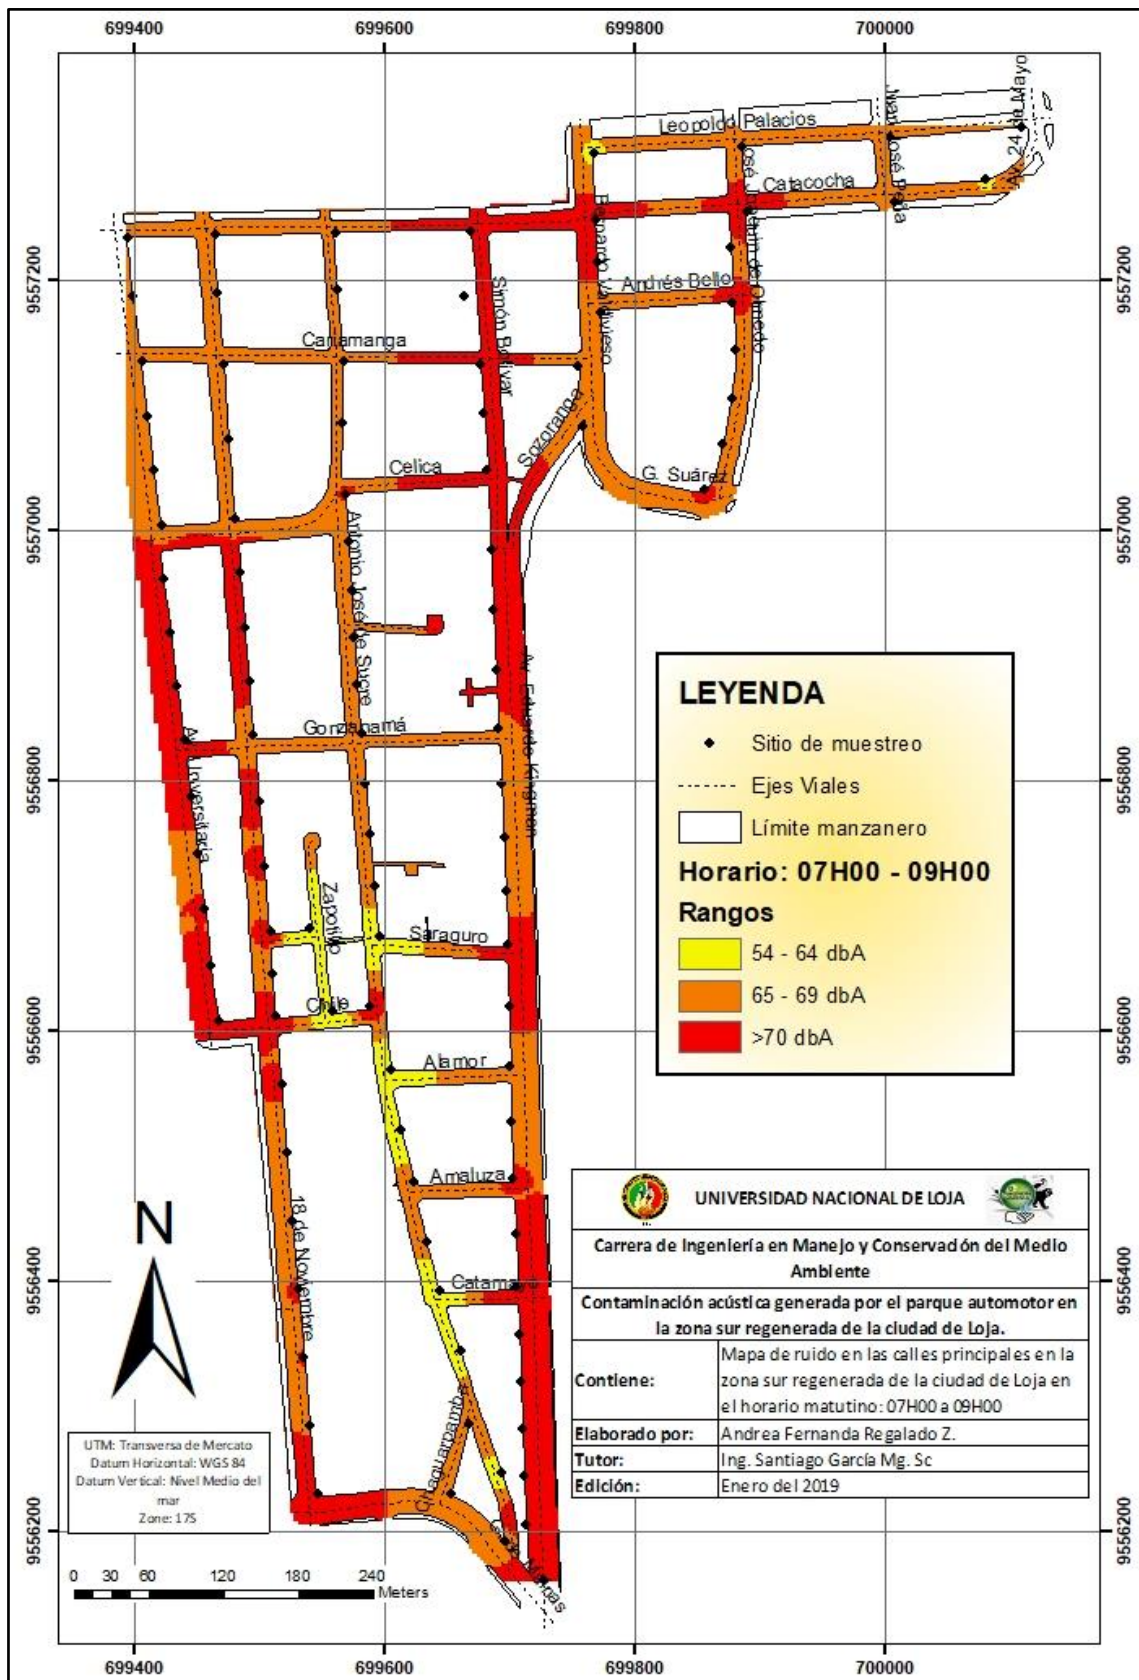 699400 699600 699800 700000
Leopoldo Palacios
Juan José Peña
Av. 24 de Mayo
Catacocha
José Joaquín de Olmedo
Bernardo Valdivieso
9557200
Andrés Bello
9557200
Simón Bolívar
Cariamanga
Sozoranga
Celica
G. Suárez
9557000
9557000
Antonio José de Sucre
Av. Eduardo Kingman
Gonzanamá
Av. Universitaria
9556800
9556800
Zapotillo
Saraguro
Chile
9556600
9556600
Alamor
Amaluza
18 de Noviembre
Catamayo
9556400
9556400
Chaguarpamba
9556200
9556200
LEYENDA
Sitio de muestreo
Ejes Viales
Límite manzanero
Horario: 07H00 - 09H00
Rangos
54 - 64 dbA
65 - 69 dbA
>70 dbA
UNIVERSIDAD NACIONAL DE LOJA
Carrera de Ingeniería en Manejo y Conservación del Medio
Ambiente
Contaminación acústica generada por el parque automotor en
la zona sur regenerada de la ciudad de Loja.
Contiene:
Mapa de ruido en las calles principales en la
zona sur regenerada de la ciudad de Loja en
el horario matutino: 07H00 a 09H00
Elaborado por: Andrea Fernanda Regalado Z.
Tutor: Ing. Santiago García Mg. Sc
Edición: Enero del 2019
N
UTM: Transversa de Mercato
Datum Horizontal: WGS 84
Datum Vertical: Nivel Medio del
mar
Zone: 17S
0 30 60 120 180 240
Meters
699400 699600 699800 700000